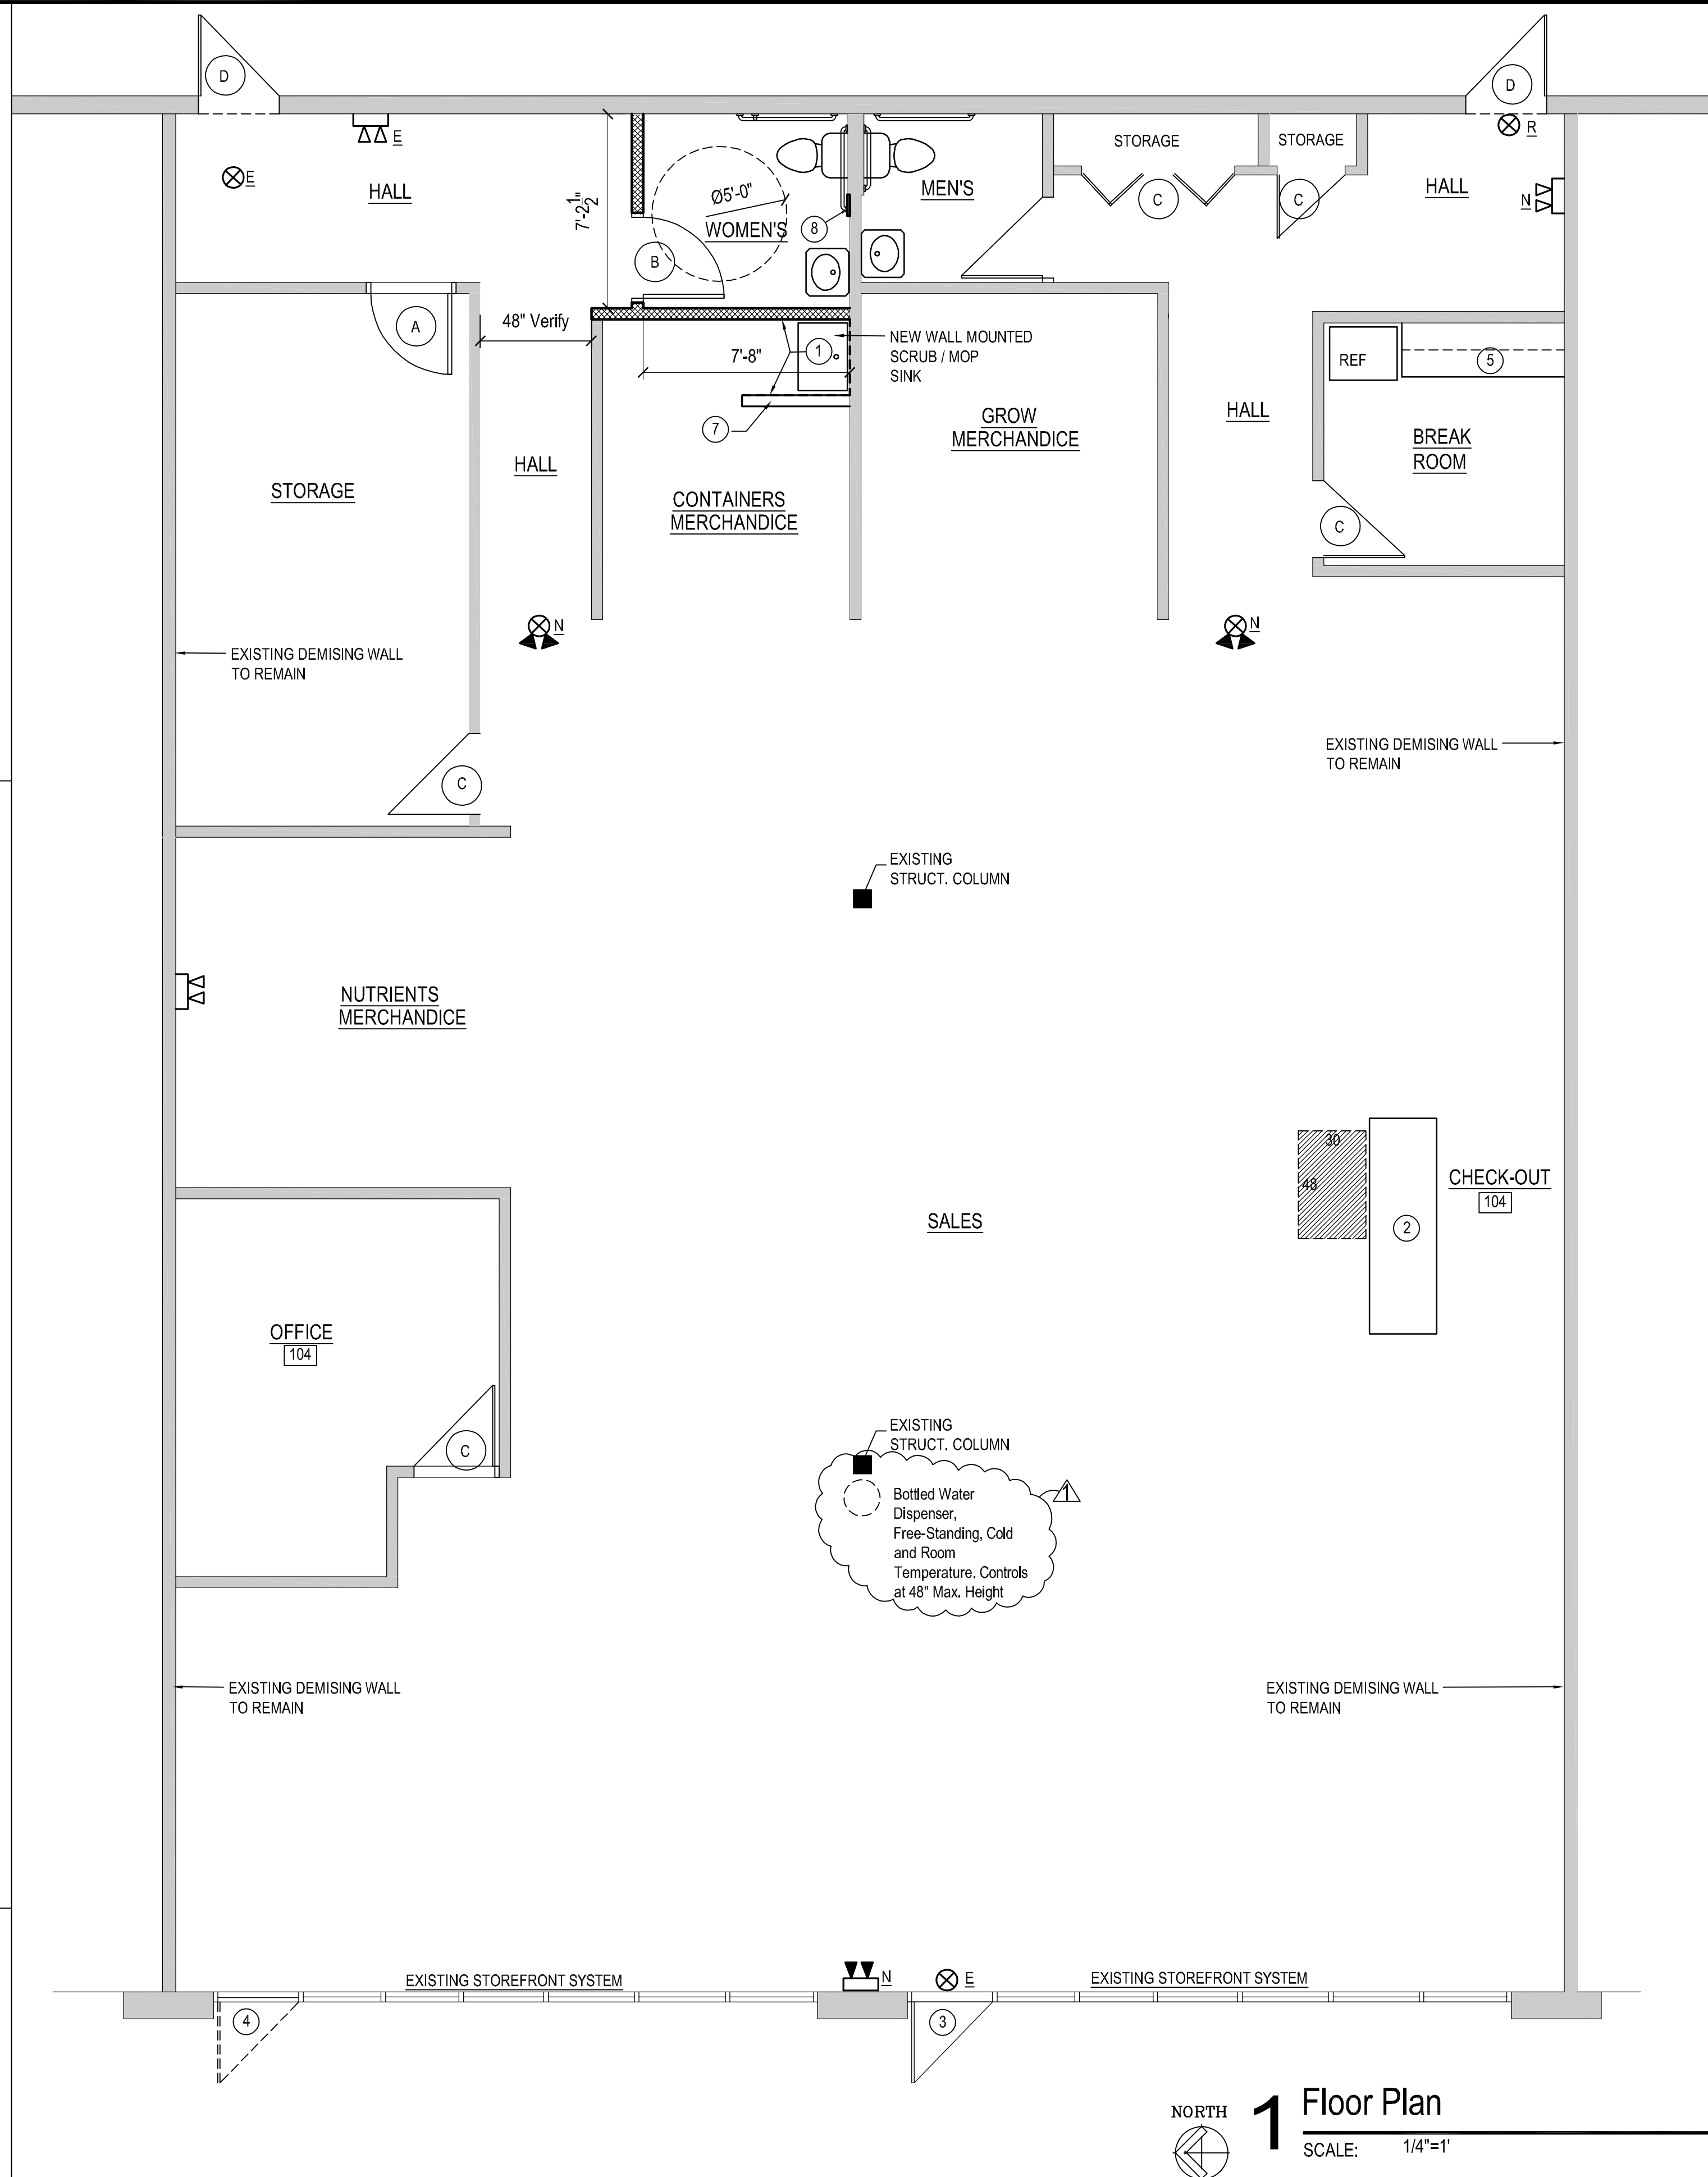 D
D
E
E
HALL
7'-2 1/2"
Ø5'-0"
WOMEN'S
8
B
MEN'S
STORAGE
STORAGE
C
C
HALL
R
N
A
48" Verify
7'-8"
1
NEW WALL MOUNTED
SCRUB / MOP
SINK
7
REF
5
STORAGE
HALL
CONTAINERS
MERCHANDICE
GROW
MERCHANDICE
HALL
BREAK
ROOM
C
N
N
EXISTING DEMISING WALL
TO REMAIN
EXISTING DEMISING WALL
TO REMAIN
C
EXISTING
STRUCT. COLUMN
NUTRIENTS
MERCHANDICE
30
48
2
CHECK-OUT
104
SALES
OFFICE
104
C
EXISTING
STRUCT. COLUMN
1
Bottled Water
Dispenser,
Free-Standing, Cold
and Room
Temperature, Controls
at 48" Max. Height
EXISTING DEMISING WALL
TO REMAIN
EXISTING DEMISING WALL
TO REMAIN
EXISTING STOREFRONT SYSTEM
N
E
EXISTING STOREFRONT SYSTEM
4
3
NORTH
1
Floor Plan
SCALE: 1/4"=1'